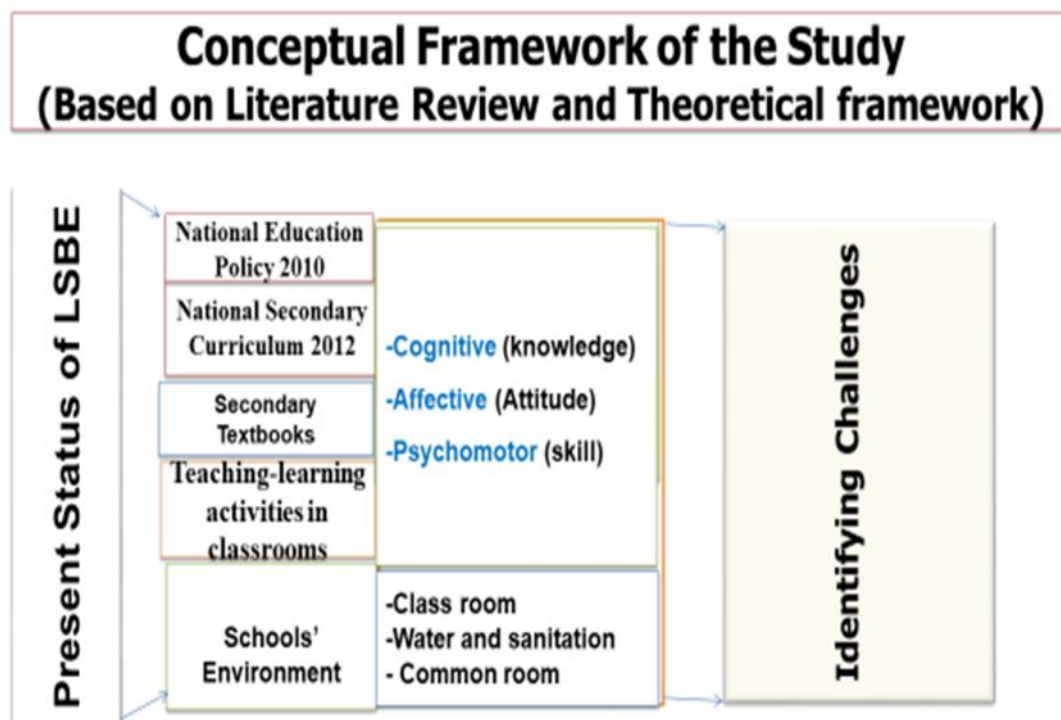 Conceptual Framework of the Study
(Based on Literature Review and Theoretical framework)
Present Status of LSBE
National Education
Policy 2010
National Secondary
Curriculum 2012
Secondary
Textbooks
Teaching-learning
activities in
classrooms
Schools’
Environment
-Cognitive (knowledge)
-Affective (Attitude)
-Psychomotor (skill)
-Class room
-Water and sanitation
- Common room
Identifying Challenges